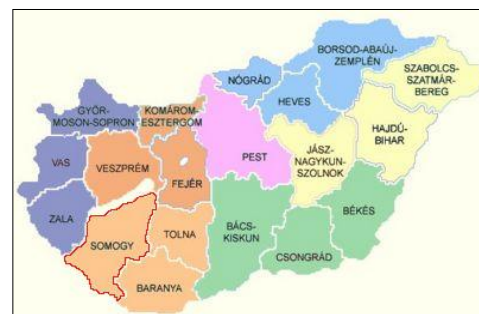 BORSOD-ABAÚJ-
ZEMPLÉN
SZABOLCS-
SZATMÁR-
BEREG
NÓGRÁD
HEVES
GYŐR-
MOSON-SOPRON
KOMÁROM-
ESZTERGOM
HAJDÚ-
BIHAR
VAS
VESZPRÉM
FEJÉR
PEST
JÁSZ-
NAGYKUN-
SZOLNOK
ZALA
SOMOGY
TOLNA
BÁCS-
KISKUN
BÉKÉS
CSONGRÁD
BARANYA